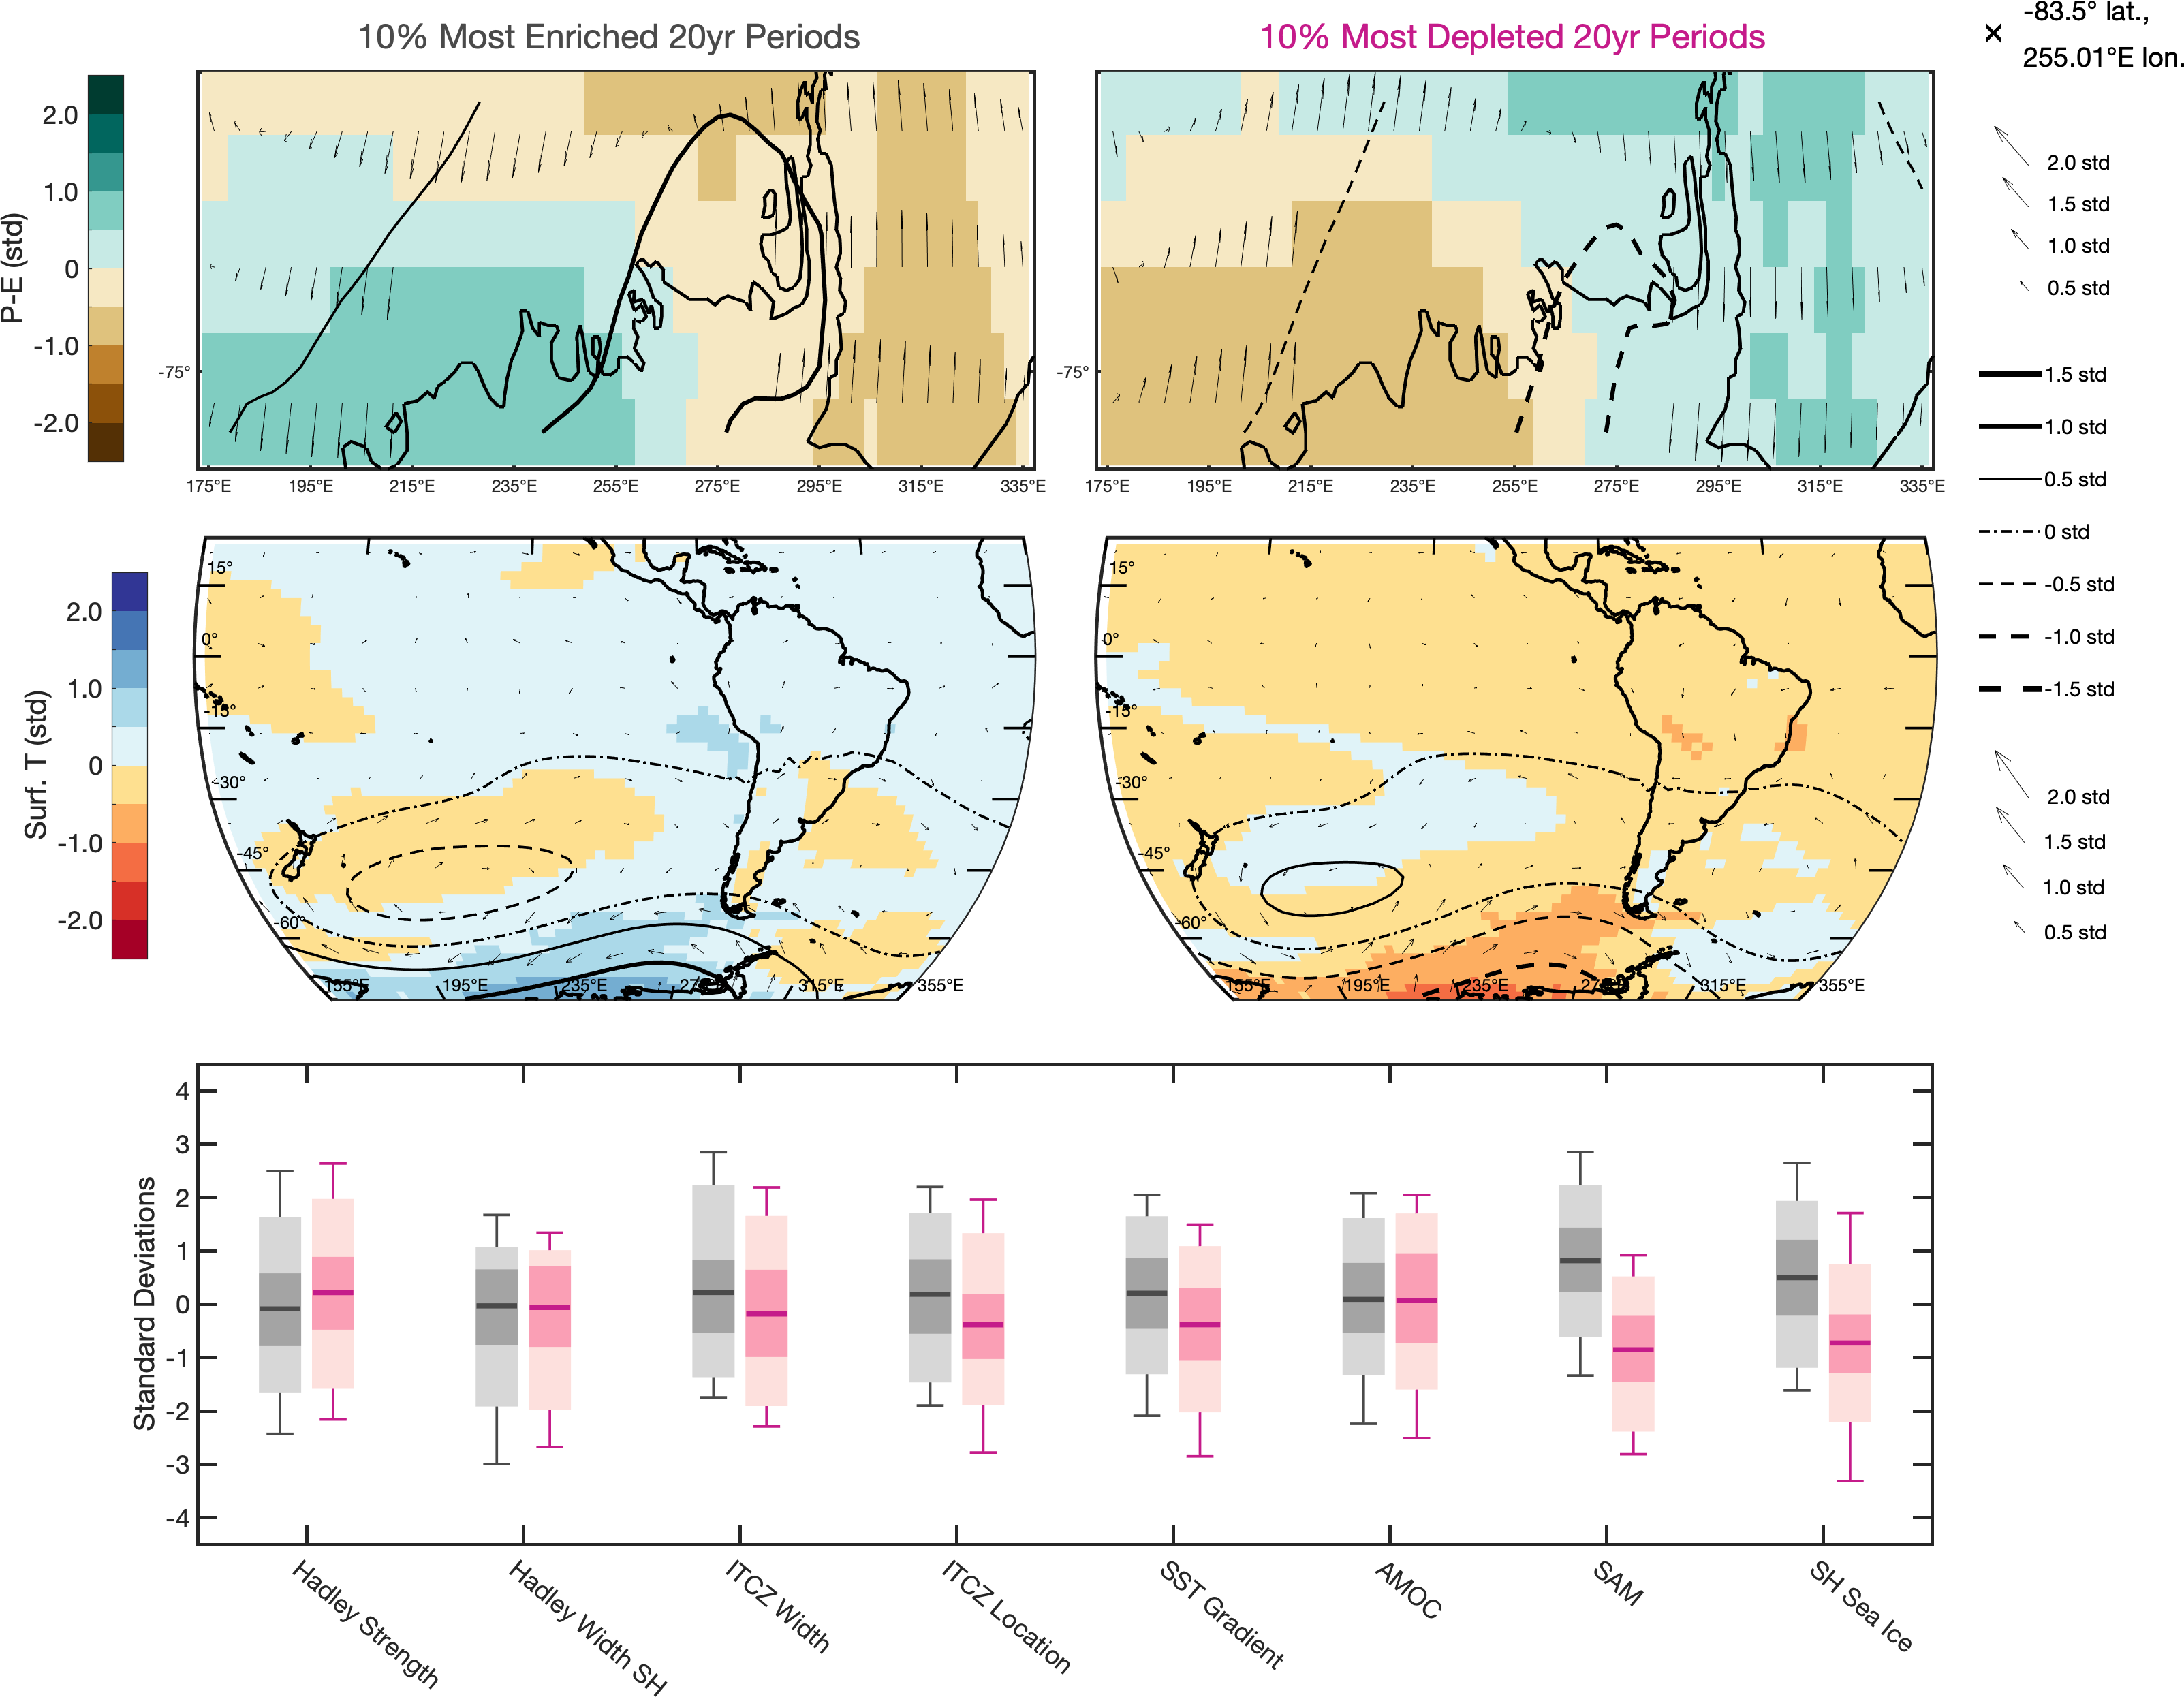 10% Most Enriched 20yr Periods
10% Most Depleted 20yr Periods
-83.5° lat.,
255.01°E lon.
P-E (std)
2.0
1.0
0
-1.0
-2.0
-75°
175°E 195°E 215°E 235°E 255°E 275°E 295°E 315°E 335°E
-75°
175°E 195°E 215°E 235°E 255°E 275°E 295°E 315°E 335°E
2.0 std
1.5 std
1.0 std
0.5 std
1.5 std
1.0 std
0.5 std
0 std
-0.5 std
-1.0 std
-1.5 std
Surf. T (std)
2.0
1.0
0
-1.0
-2.0
15°
0°
-15°
-30°
-45°
-60°
155°E 195°E 235°E 315°E 355°E
15°
0°
-15°
-30°
-45°
-60°
155°E 195°E 235°E 315°E 355°E
2.0 std
1.5 std
1.0 std
0.5 std
Standard Deviations
4
3
2
1
0
-1
-2
-3
-4
Hadley Strength
Hadley Width SH
ITCZ Width
ITCZ Location
SST Gradient
AMOC
SAM
SH Sea Ice